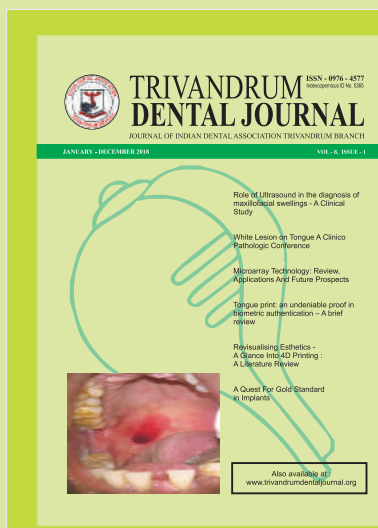 ISSN - 0976 - 4577
Indexcopernicus ID No. 5365
TRIVANDRUM
DENTAL JOURNAL
JOURNAL OF INDIAN DENTAL ASSOCIATION TRIVANDRUM BRANCH
JANUARY - DECEMBER 2018
VOL - 8, ISSUE - 1
Role of Ultrasound in the diagnosis of
maxillofacial swellings - A Clinical
Study
White Lesion on Tongue A Clinico
Pathologic Conference
Microarray Technology: Review,
Applications And Future Prospects
Tongue print: an undeniable proof in
biometric authentication – A brief
review
Revisualising Esthetics -
A Glance Into 4D Printing :
A Literature Review
A Quest For Gold Standard
in Implants
Also available at :
www.trivandrumdentaljournal.org